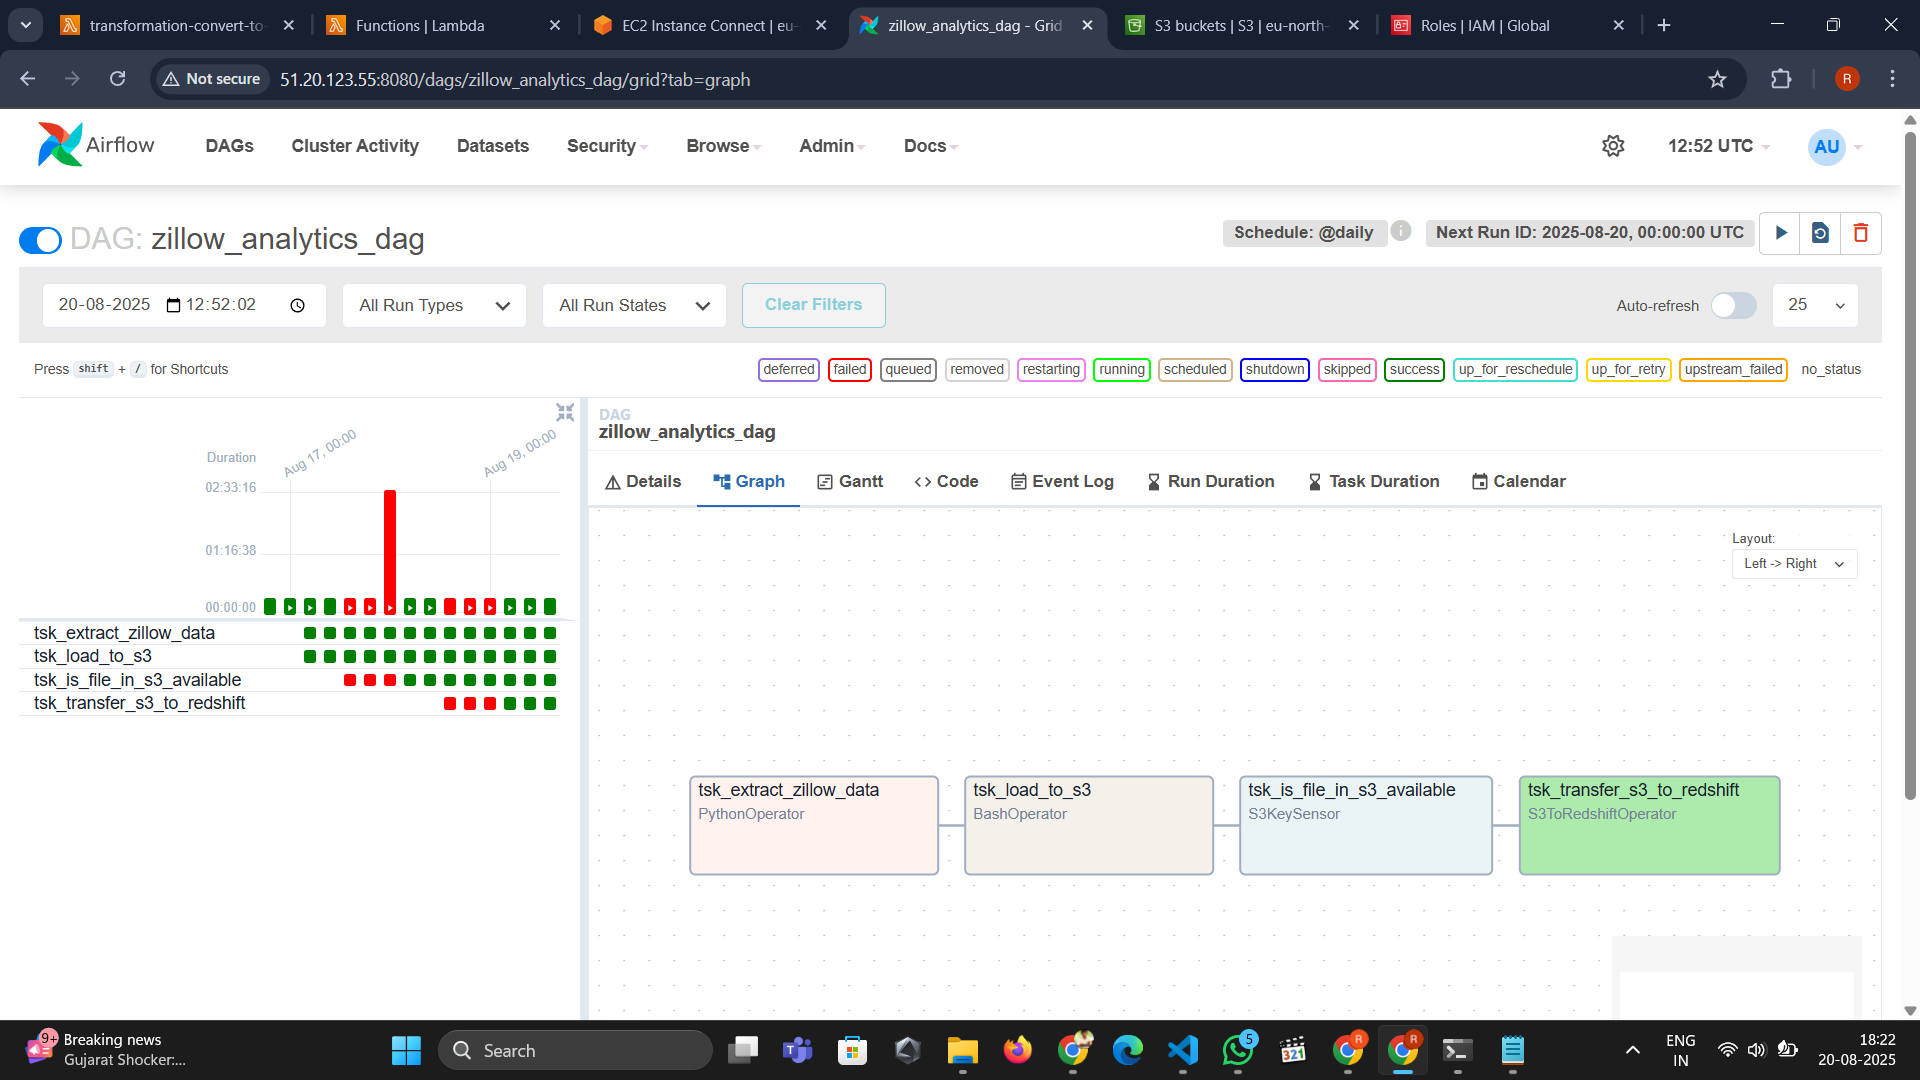 transformation-convert-to-
Functions | Lambda
EC2 Instance Connect | eu-
zillow_analytics_dag - Grid
S3 buckets | S3 | eu-north-
Roles | IAM | Global
Not secure
51.20.123.55:8080/dags/zillow_analytics_dag/grid?tab=graph
R
Airflow
DAGs
Cluster Activity
Datasets
Security
Browse
Admin
Docs
12:52 UTC
AU
DAG: zillow_analytics_dag
Schedule: @daily
i
Next Run ID: 2025-08-20, 00:00:00 UTC
20-08-2025 12:52:02
All Run Types
All Run States
Clear Filters
Auto-refresh
25
Press shift + / for Shortcuts
deferred
failed
queued
removed
restarting
running
scheduled
shutdown
skipped
success
up_for_reschedule
up_for_retry
upstream_failed
no_status
Duration
Aug 17, 00:00
Aug 19, 00:00
02:33:16
01:16:38
00:00:00
tsk_extract_zillow_data
tsk_load_to_s3
tsk_is_file_in_s3_available
tsk_transfer_s3_to_redshift
DAG
zillow_analytics_dag
Details
Graph
Gantt
Code
Event Log
Run Duration
Task Duration
Calendar
Layout:
Left -> Right
tsk_extract_zillow_data
PythonOperator
tsk_load_to_s3
BashOperator
tsk_is_file_in_s3_available
S3KeySensor
tsk_transfer_s3_to_redshift
S3ToRedshiftOperator
9+
Breaking news
Gujarat Shocker:...
Search
T
5
321
R
R
ENG
IN
18:22
20-08-2025